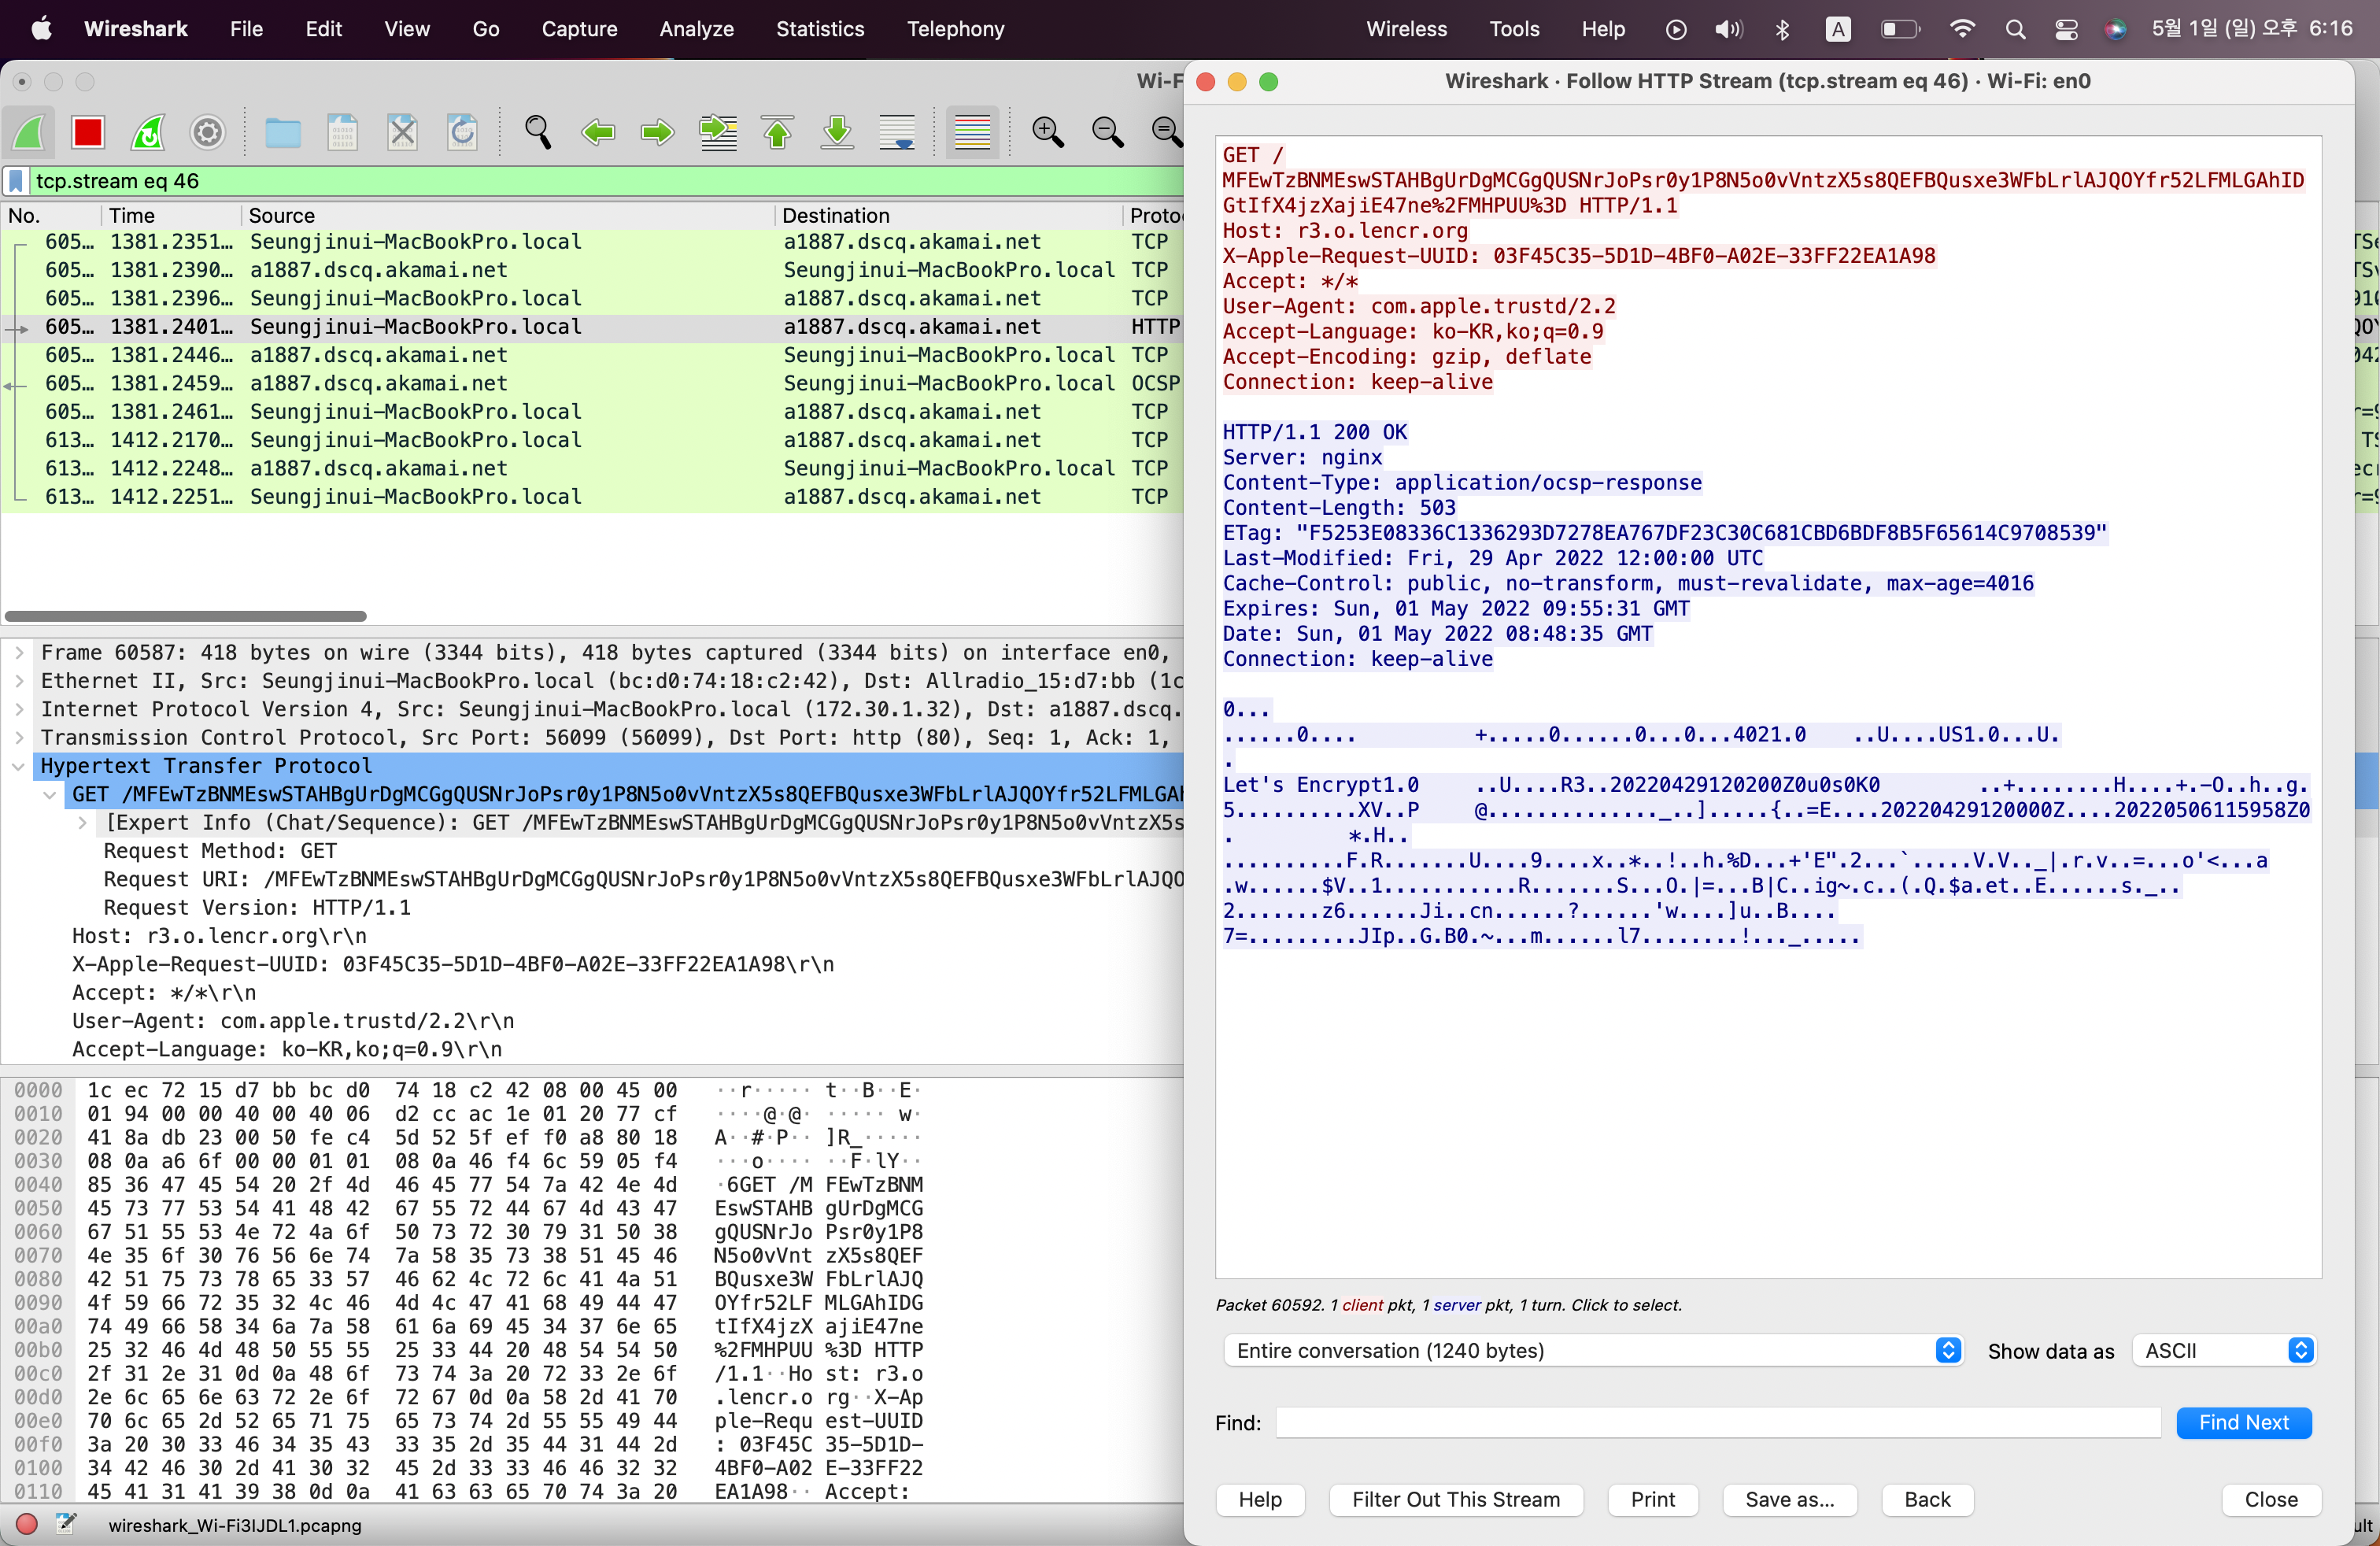 Wireshark File Edit View Go Capture Analyze Statistics Telephony Wireless Tools Help A 5월 1일 (일) 오후 6:16
Wi-F
tcp.stream eq 46
No. Time Source Destination Proto
605… 1381.2351… Seungjinui-MacBookPro.local a1887.dscq.akamai.net TCP
605… 1381.2390… a1887.dscq.akamai.net Seungjinui-MacBookPro.local TCP
605… 1381.2396… Seungjinui-MacBookPro.local a1887.dscq.akamai.net TCP
605… 1381.2401… Seungjinui-MacBookPro.local a1887.dscq.akamai.net HTTP
605… 1381.2446… a1887.dscq.akamai.net Seungjinui-MacBookPro.local TCP
605… 1381.2459… a1887.dscq.akamai.net Seungjinui-MacBookPro.local OCSP
605… 1381.2461… Seungjinui-MacBookPro.local a1887.dscq.akamai.net TCP
613… 1412.2170… Seungjinui-MacBookPro.local a1887.dscq.akamai.net TCP
613… 1412.2248… a1887.dscq.akamai.net Seungjinui-MacBookPro.local TCP
613… 1412.2251… Seungjinui-MacBookPro.local a1887.dscq.akamai.net TCP
Frame 60587: 418 bytes on wire (3344 bits), 418 bytes captured (3344 bits) on interface en0,
Ethernet II, Src: Seungjinui-MacBookPro.local (bc:d0:74:18:c2:42), Dst: Allradio_15:d7:bb (1c
Internet Protocol Version 4, Src: Seungjinui-MacBookPro.local (172.30.1.32), Dst: a1887.dscq.
Transmission Control Protocol, Src Port: 56099 (56099), Dst Port: http (80), Seq: 1, Ack: 1,
Hypertext Transfer Protocol
GET /MFEwTzBNMEswSTAHBgUrDgMCGgQUSNrJoPsr0y1P8N5o0vVntzX5s8QEFBQusxe3WFbLrlAJQOYfr52LFMLGAh
[Expert Info (Chat/Sequence): GET /MFEwTzBNMEswSTAHBgUrDgMCGgQUSNrJoPsr0y1P8N5o0vVntzX5s
Request Method: GET
Request URI: /MFEwTzBNMEswSTAHBgUrDgMCGgQUSNrJoPsr0y1P8N5o0vVntzX5s8QEFBQusxe3WFbLrlAJQO
Request Version: HTTP/1.1
Host: r3.o.lencr.org\r\n
X-Apple-Request-UUID: 03F45C35-5D1D-4BF0-A02E-33FF22EA1A98\r\n
Accept: */*\r\n
User-Agent: com.apple.trustd/2.2\r\n
Accept-Language: ko-KR,ko;q=0.9\r\n
0000 1c ec 72 15 d7 bb bc d0 74 18 c2 42 08 00 45 00 ··r····· t··B··E·
0010 01 94 00 00 40 00 40 06 d2 cc ac 1e 01 20 77 cf ····@·@· ····· w·
0020 41 8a db 23 00 50 fe c4 5d 52 5f ef f0 a8 80 18 A··#·P·· ]R_·····
0030 08 0a a6 6f 00 00 01 01 08 0a 46 f4 6c 59 05 f4 ···o···· ··F·lY··
0040 85 36 47 45 54 20 2f 4d 46 45 77 54 7a 42 4e 4d ·6GET /M FEwTzBNM
0050 45 73 77 53 54 41 48 42 67 55 72 44 67 4d 43 47 EswSTAHB gUrDgMCG
0060 67 51 55 53 4e 72 4a 6f 50 73 72 30 79 31 50 38 gQUSNrJo Psr0y1P8
0070 4e 35 6f 30 76 56 6e 74 7a 58 35 73 38 51 45 46 N5o0vVnt zX5s8QEF
0080 42 51 75 73 78 65 33 57 46 62 4c 72 6c 41 4a 51 BQusxe3W FbLrlAJQ
0090 4f 59 66 72 35 32 4c 46 4d 4c 47 41 68 49 44 47 OYfr52LF MLGAhIDG
00a0 74 49 66 58 34 6a 7a 58 61 6a 69 45 34 37 6e 65 tIfX4jzX ajiE47ne
00b0 25 32 46 4d 48 50 55 55 25 33 44 20 48 54 54 50 %2FMHPUU %3D HTTP
00c0 2f 31 2e 31 0d 0a 48 6f 73 74 3a 20 72 33 2e 6f /1.1··Ho st: r3.o
00d0 2e 6c 65 6e 63 72 2e 6f 72 67 0d 0a 58 2d 41 70 .lencr.o rg··X-Ap
00e0 70 6c 65 2d 52 65 71 75 65 73 74 2d 55 55 49 44 ple-Requ est-UUID
00f0 3a 20 30 33 46 34 35 43 33 35 2d 35 44 31 44 2d : 03F45C 35-5D1D-
0100 34 42 46 30 2d 41 30 32 45 2d 33 33 46 46 32 32 4BF0-A02 E-33FF22
0110 45 41 31 41 39 38 0d 0a 41 63 63 65 70 74 3a 20 EA1A98·· Accept:
wireshark_Wi-Fi3IJDL1.pcapng
Wireshark · Follow HTTP Stream (tcp.stream eq 46) · Wi-Fi: en0
GET /
MFEwTzBNMEswSTAHBgUrDgMCGgQUSNrJoPsr0y1P8N5o0vVntzX5s8QEFBQusxe3WFbLrlAJQOYfr52LFMLGAhID
GtIfX4jzXajiE47ne%2FMHPUU%3D HTTP/1.1
Host: r3.o.lencr.org
X-Apple-Request-UUID: 03F45C35-5D1D-4BF0-A02E-33FF22EA1A98
Accept: */*
User-Agent: com.apple.trustd/2.2
Accept-Language: ko-KR,ko;q=0.9
Accept-Encoding: gzip, deflate
Connection: keep-alive
HTTP/1.1 200 OK
Server: nginx
Content-Type: application/ocsp-response
Content-Length: 503
ETag: "F5253E08336C1336293D7278EA767DF23C30C681CBD6BDF8B5F65614C9708539"
Last-Modified: Fri, 29 Apr 2022 12:00:00 UTC
Cache-Control: public, no-transform, must-revalidate, max-age=4016
Expires: Sun, 01 May 2022 09:55:31 GMT
Date: Sun, 01 May 2022 08:48:35 GMT
Connection: keep-alive
0...
......0.... +.....0......0...0...4021.0 ..U....US1.0...U.
.
Let's Encrypt1.0 ..U....R3..20220429120200Z0u0s0K0 ..+........H....+.-O..h..g.
5..........XV..P @.............._..].....{..=E....20220429120000Z....20220506115958Z0
. *.H..
..........F.R.......U....9....x..*..!..h.%D...+'E".2...`.....V.V.._|.r.v..=...o'<...a
.w......$V..1...........R.......S...O.|=...B|C..ig~.c..(.Q.$a.et..E......s._..
2.......z6......Ji..cn......?......'w....]u..B....
7=.........JIp..G.B0.~...m......l7........!..._.....
Packet 60592. 1 client pkt, 1 server pkt, 1 turn. Click to select.
Entire conversation (1240 bytes) Show data as ASCII
Find: Find Next
Help Filter Out This Stream Print Save as... Back Close